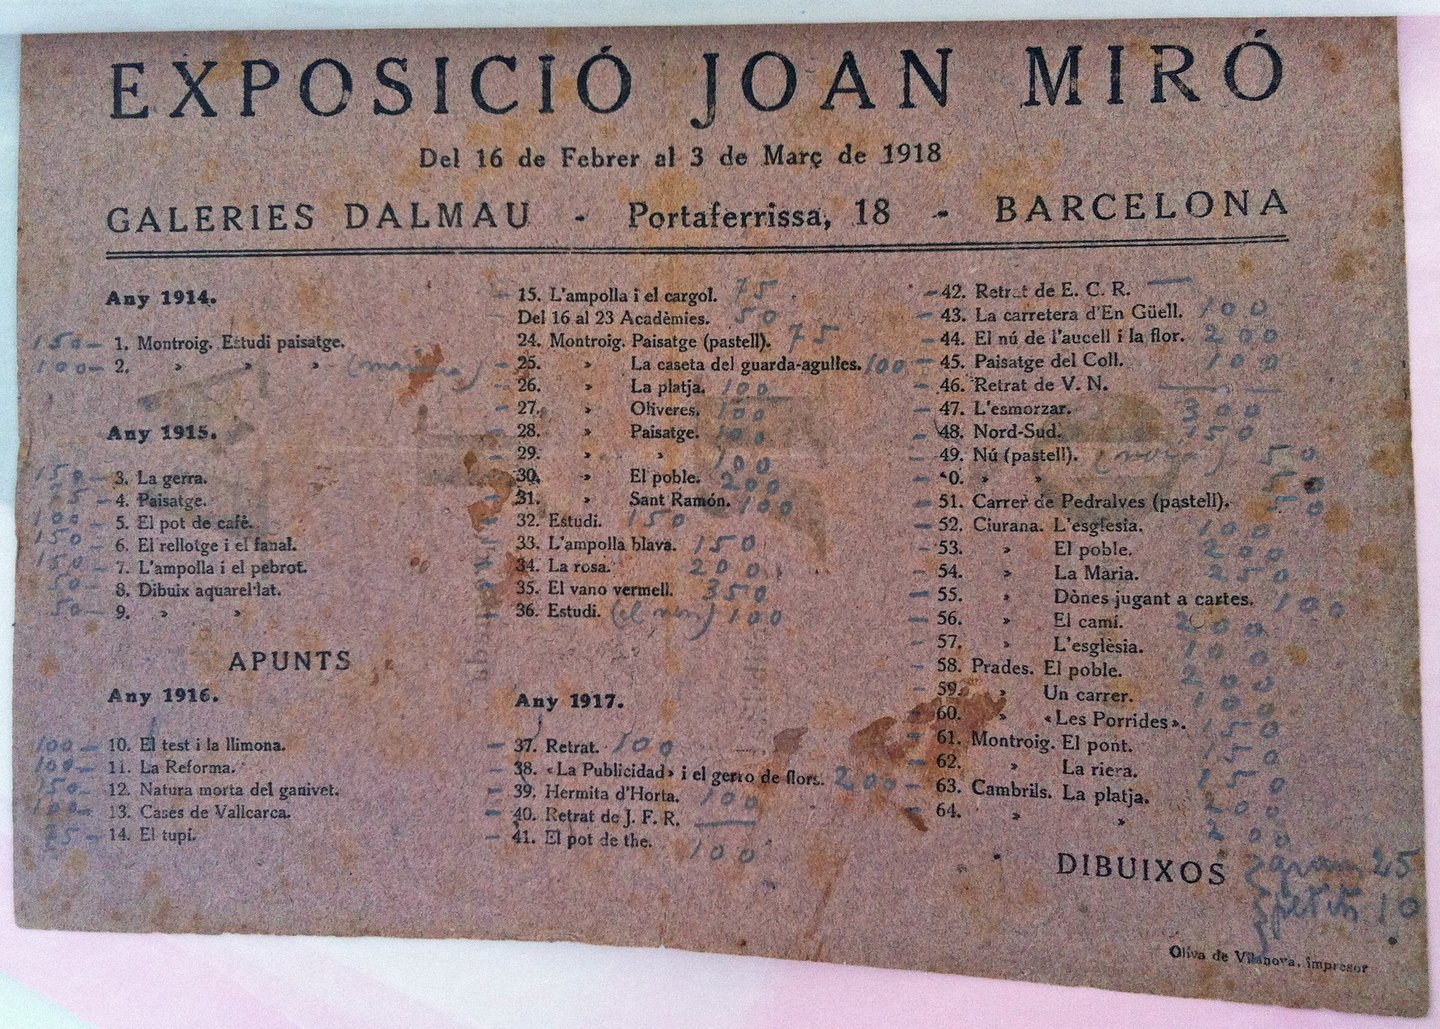 EXPOSICIÓ JOAN MIRÓ
Del 16 de Febrer al 3 de Març de 1918
GALERIES DALMAU - Portaferrissa, 18 - BARCELONA
Any 1914.
150- 1. Montroig. Estudi paisatge.
100- 2. » » »
Any 1915.
150- 3. La gerra.
4. Paisatge.
100- 5. El pot de café.
150- 6. El rellotge i el fanal.
150- 7. L'ampolla i el pebrot.
50- 8. Dibuix aquarel·lat.
50- 9. » »
APUNTS
Any 1916.
100- 10. El test i la llimona.
100- 11. La Reforma.
150- 12. Natura morta del ganivet.
100- 13. Cases de Vallcarca.
75- 14. El tupí.
- 15. L'ampolla i el cargol. 75
- Del 16 al 23 Acadèmies. 50
24. Montroig. Paisatge (pastell). 75
- 25. » La caseta del guarda-agulles. 100
- 26. » La platja. 100
- 27. » Oliveres. 100
- 28. » Paisatge. 100
29. » » 100
- 30. » El poble. 200
- 31. » Sant Ramón. 100
- 32. Estudi. 150
- 33. L'ampolla blava. 150
- 34. La rosa. 200
- 35. El vano vermell. 350
- 36. Estudi. (el nen) 100
Any 1917.
- 37. Retrat. 100
- 38. «La Publicidad» i el gerro de flors. 200
- 39. Hermita d'Horta. 100
- 40. Retrat de J. F. R. —
- 41. El pot de the. 100
- 42. Retrat de E. C. R. —
- 43. La carretera d'En Güell. 100
- 44. El nú de l'aucell i la flor. 200
- 45. Paisatge del Coll. 100
- 46. Retrat de V. N. —
- 47. L'esmorzar. 300
- 48. Nord-Sud. 150
- 49. Nú (pastell). 50
- 0. » »
- 51. Carrer de Pedralves (pastell).
- 52. Ciurana. L'esglesia. 100
- 53. » El poble. 200
- 54. » La Maria. 250
- 55. » Dònes jugant a cartes. 100
- 56. » El camí. 200
- 57. » L'esglèsia. 100
- 58. Prades. El poble. 200
- 59. » Un carrer. 100
- 60. » «Les Porrides». 150
- 61. Montroig. El pont.
- 62. » La riera.
- 63. Cambrils. La platja.
- 64. » »
DIBUIXOS
25
petits 10
Oliva de Vilanova, impresor